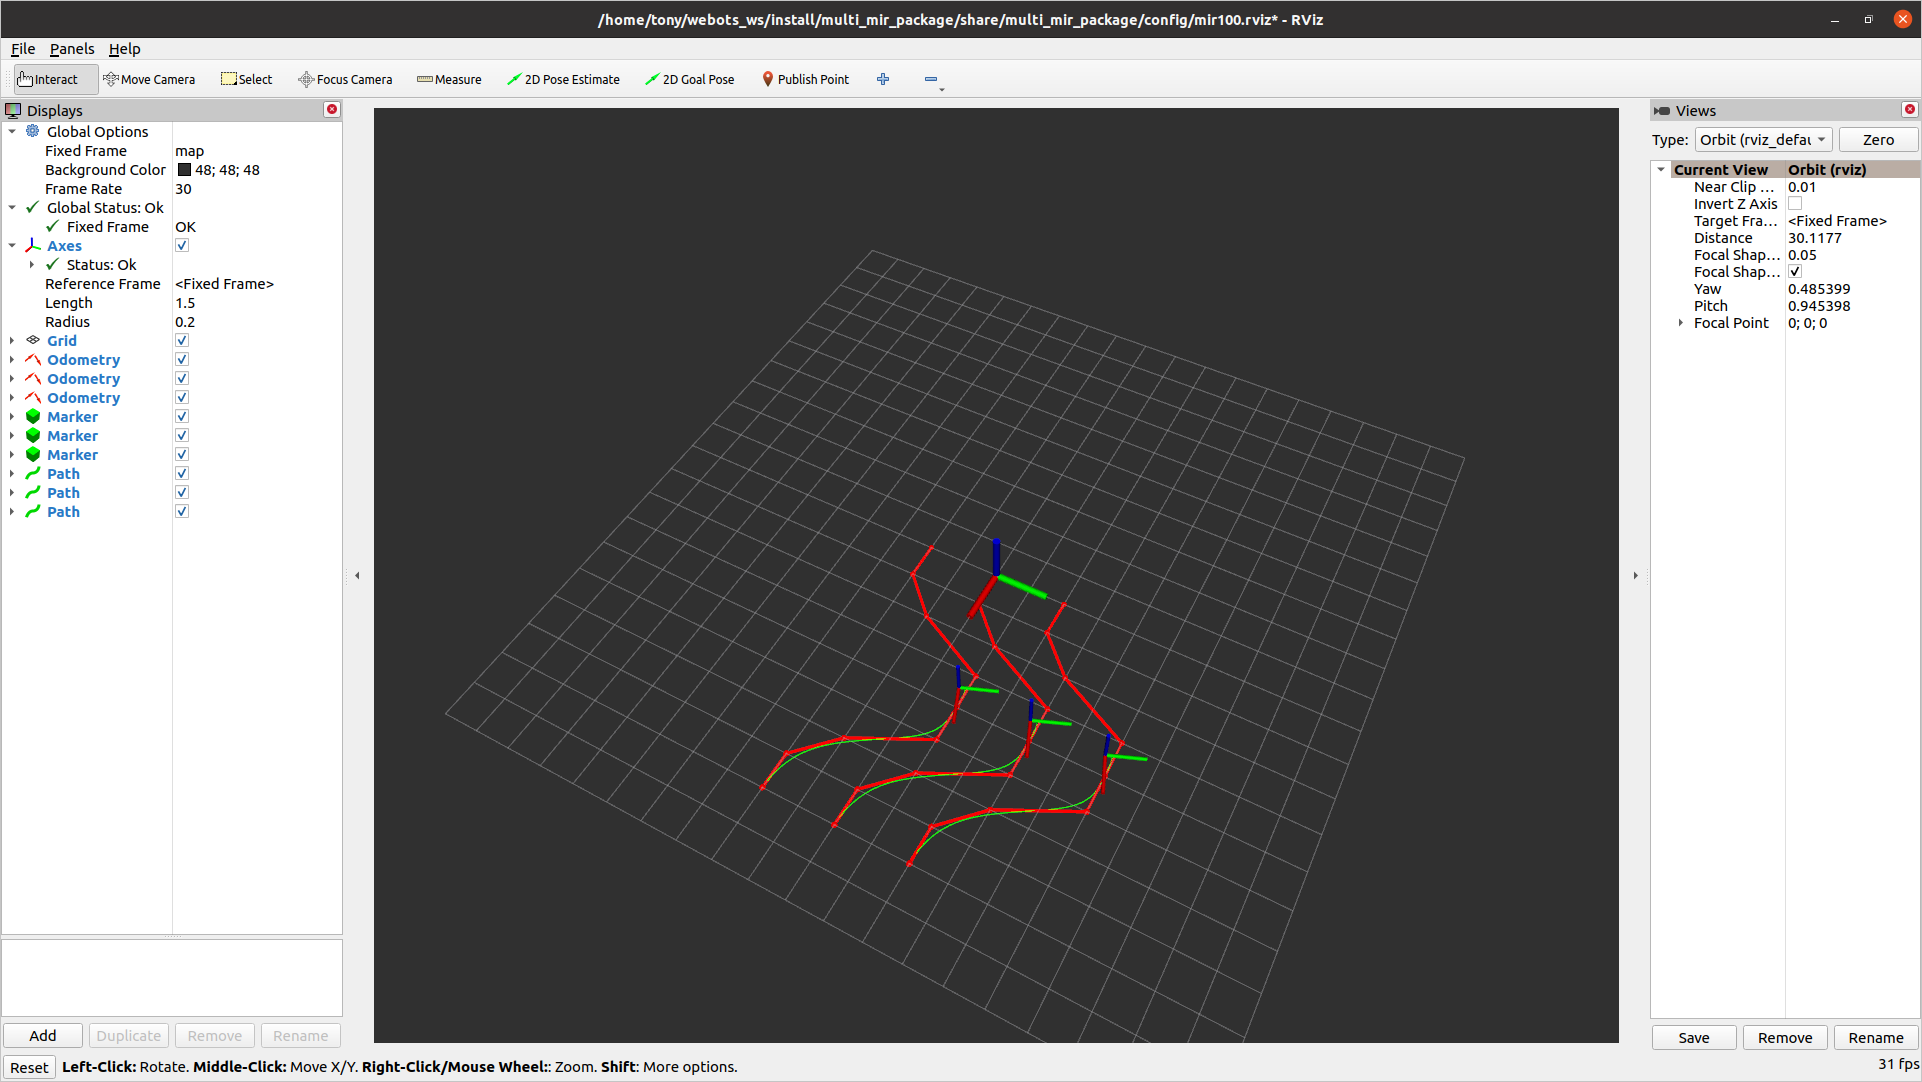 /home/tony/webots_ws/install/multi_mir_package/share/multi_mir_package/config/mir100.rviz* - RViz
File Panels Help
Interact Move Camera Select Focus Camera Measure 2D Pose Estimate 2D Goal Pose Publish Point
Displays
Global Options
Fixed Frame map
Background Color 48; 48; 48
Frame Rate 30
Global Status: Ok
Fixed Frame OK
Axes
Status: Ok
Reference Frame <Fixed Frame>
Length 1.5
Radius 0.2
Grid
Odometry
Odometry
Odometry
Marker
Marker
Marker
Path
Path
Path
Add Duplicate Remove Rename
Reset Left-Click: Rotate. Middle-Click: Move X/Y. Right-Click/Mouse Wheel:: Zoom. Shift: More options.
Views
Type: Orbit (rviz_defau Zero
Current View Orbit (rviz)
Near Clip ... 0.01
Invert Z Axis
Target Fra... <Fixed Frame>
Distance 30.1177
Focal Shap... 0.05
Focal Shap...
Yaw 0.485399
Pitch 0.945398
Focal Point 0; 0; 0
Save Remove Rename
31 fps